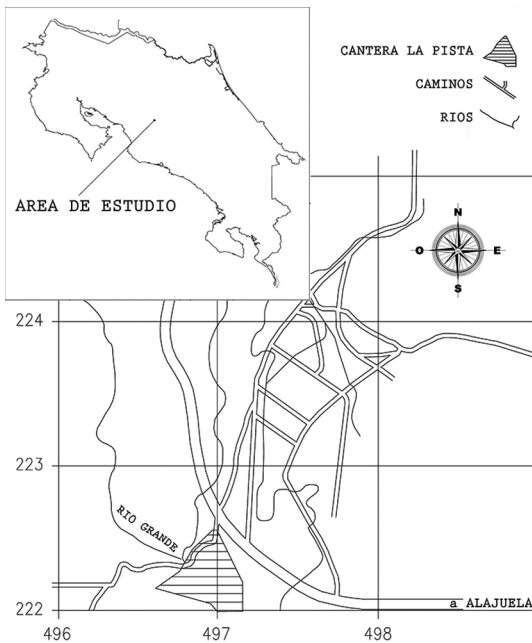 CANTERA LA PISTA
CAMINOS
RIOS
AREA DE ESTUDIO
N
O E
S
224
223
RIO GRANDE
222
a ALAJUELA
496 497 498